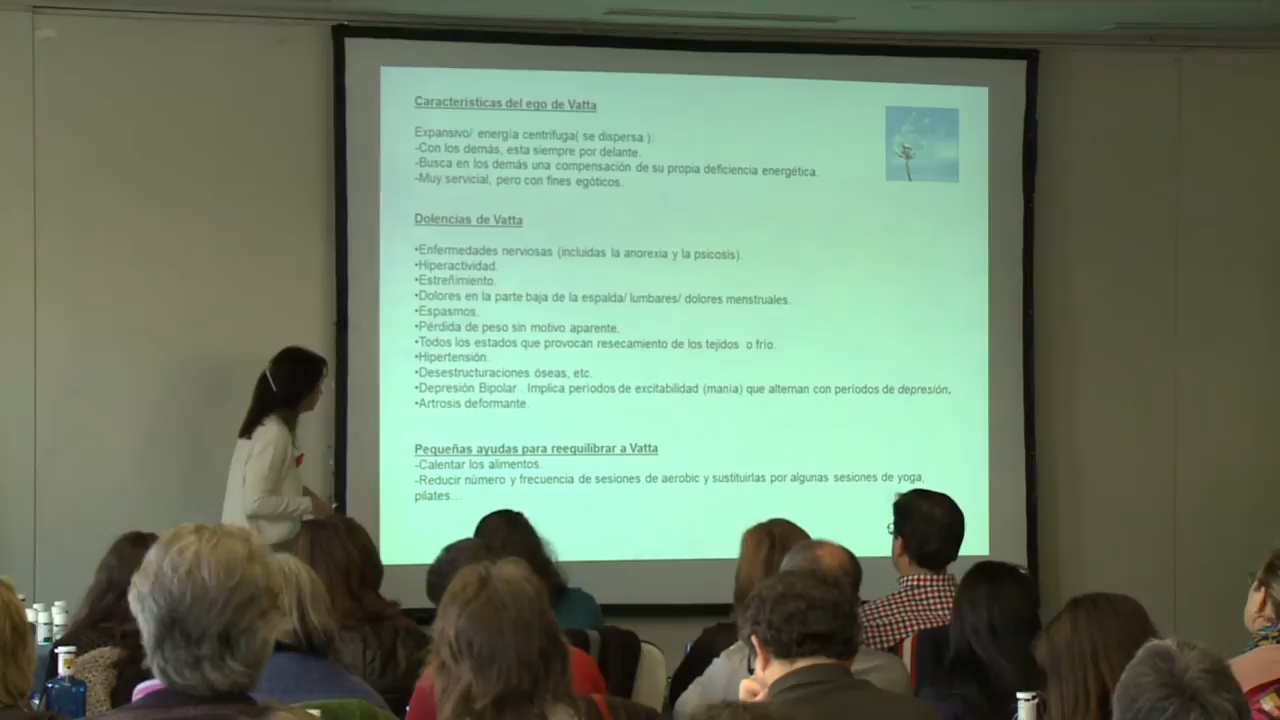 Características del ego de Vatta
Expansivo/ energía centrifuga( se dispersa ):
-Con los demás, esta siempre por delante.
-Busca en los demás una compensación de su propia deficiencia energética.
-Muy servicial, pero con fines egóticos.
Dolencias de Vatta
•Enfermedades nerviosas (incluidas la anorexia y la psicosis).
•Hiperactividad.
•Estreñimiento.
•Dolores en la parte baja de la espalda/ lumbares/ dolores menstruales.
•Espasmos.
•Pérdida de peso sin motivo aparente.
•Todos los estados que provocan resecamiento de los tejidos o frío.
•Hipertensión.
•Desestructuraciones óseas, etc.
•Depresión Bipolar . Implica periodos de excitabilidad (manía) que alternan con períodos de depresión.
•Artrosis deformante.
Pequeñas ayudas para reequilibrar a Vatta
-Calentar los alimentos.
-Reducir número y frecuencia de sesiones de aerobic y sustituirlas por algunas sesiones de yoga,
pilates...